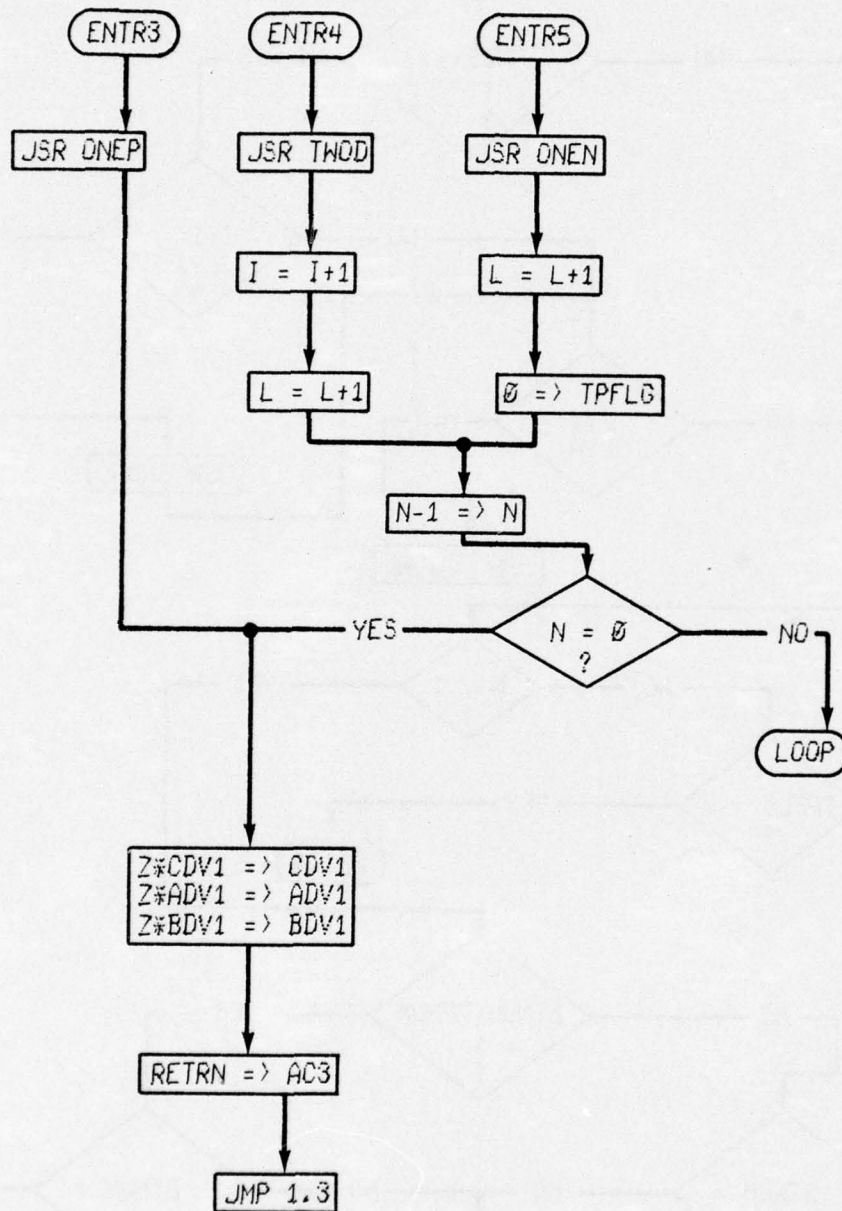 ENTR3
ENTR4
ENTR5
JSR ONEP
JSR TWOD
JSR ONEN
I = I+1
L = L+1
L = L+1
Ø => TPFLG
N-1 => N
N = Ø
?
YES
NO
LOOP
Z*CDV1 => CDV1
Z*ADV1 => ADV1
Z*BDV1 => BDV1
RETRN => AC3
JMP 1.3